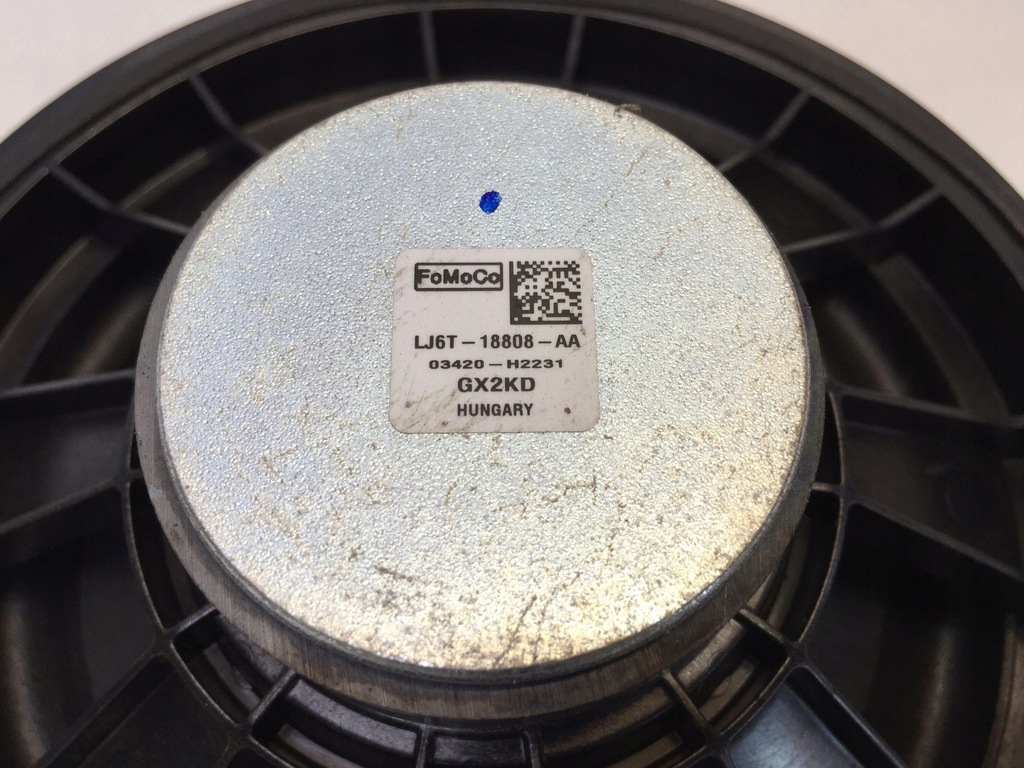 FoMoCo
LJ6T-18808-AA
03420-H2231
GX2KD
HUNGARY